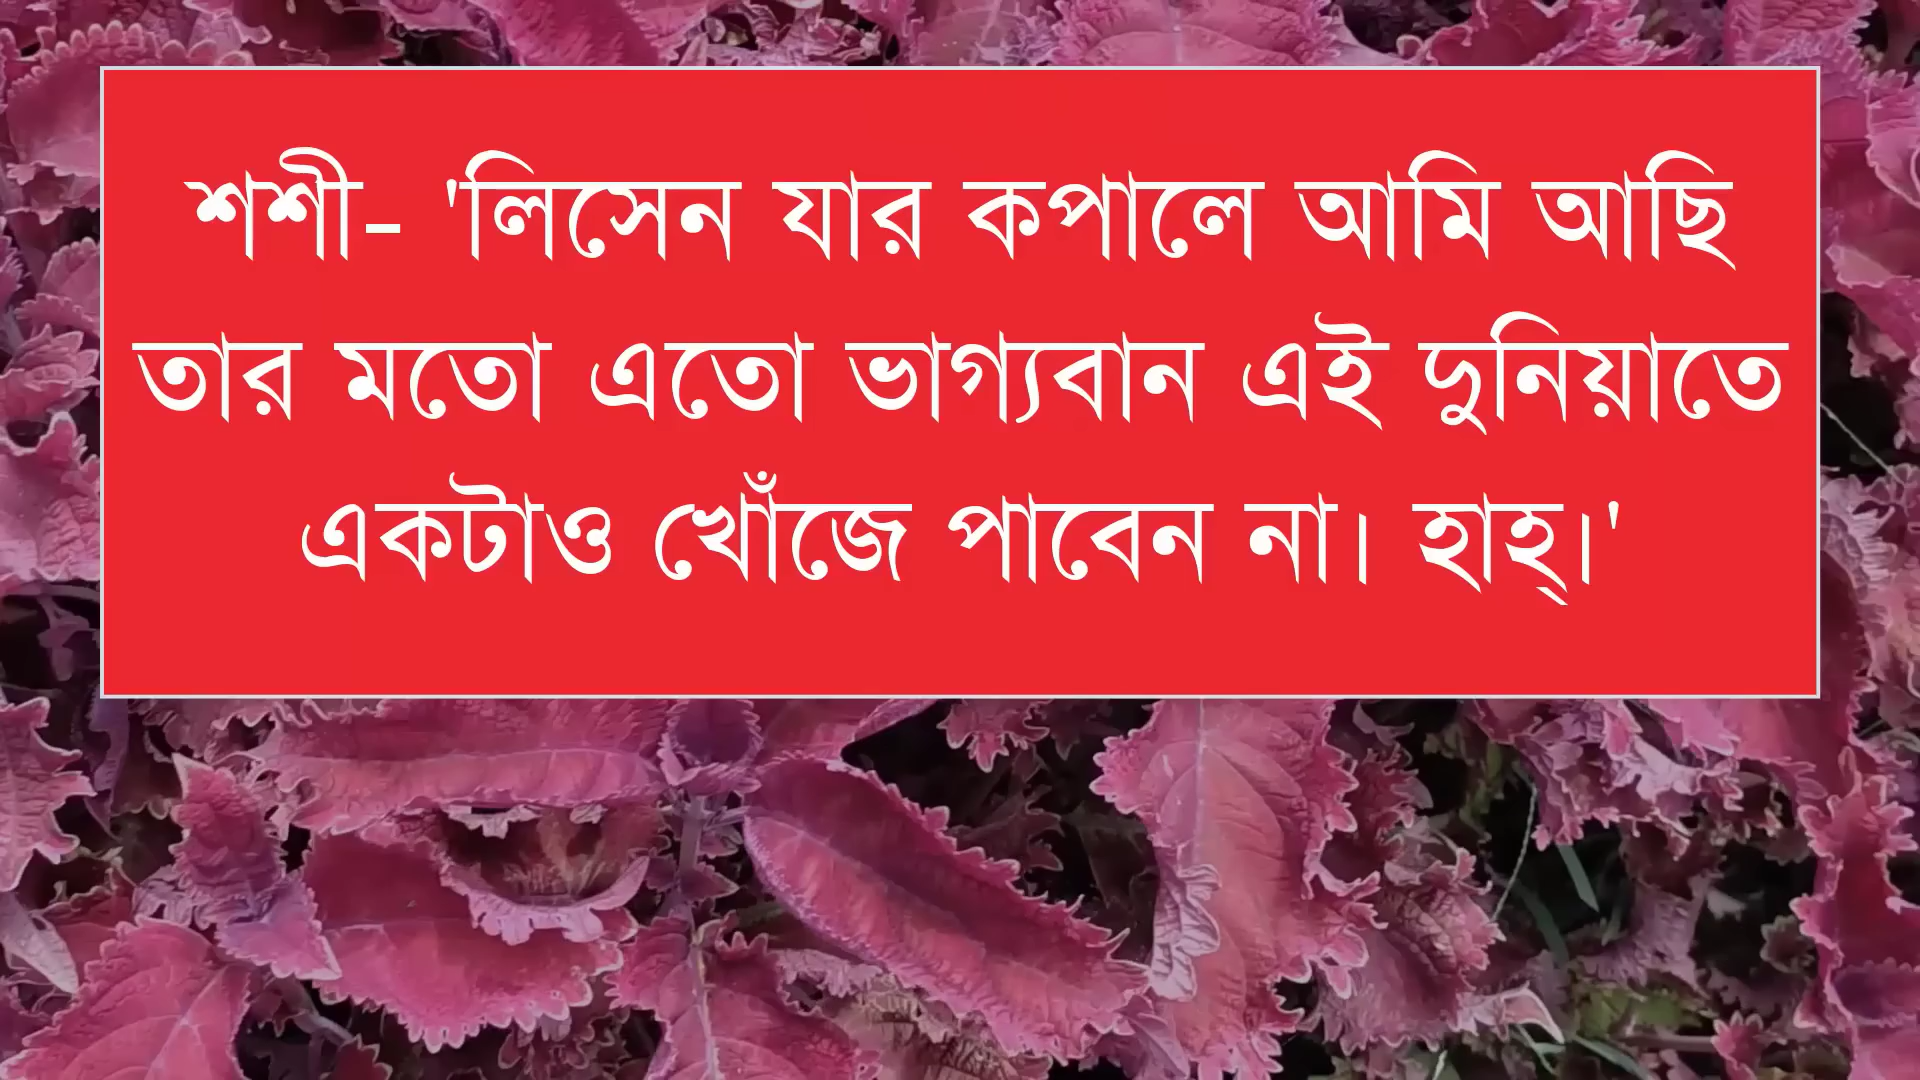 শশী- 'লিসেন যার কপালে আমি আছি
তার মতো এতো ভাগ্যবান এই দুনিয়াতে
একটাও খোঁজে পাবেন না। হাহ্।'